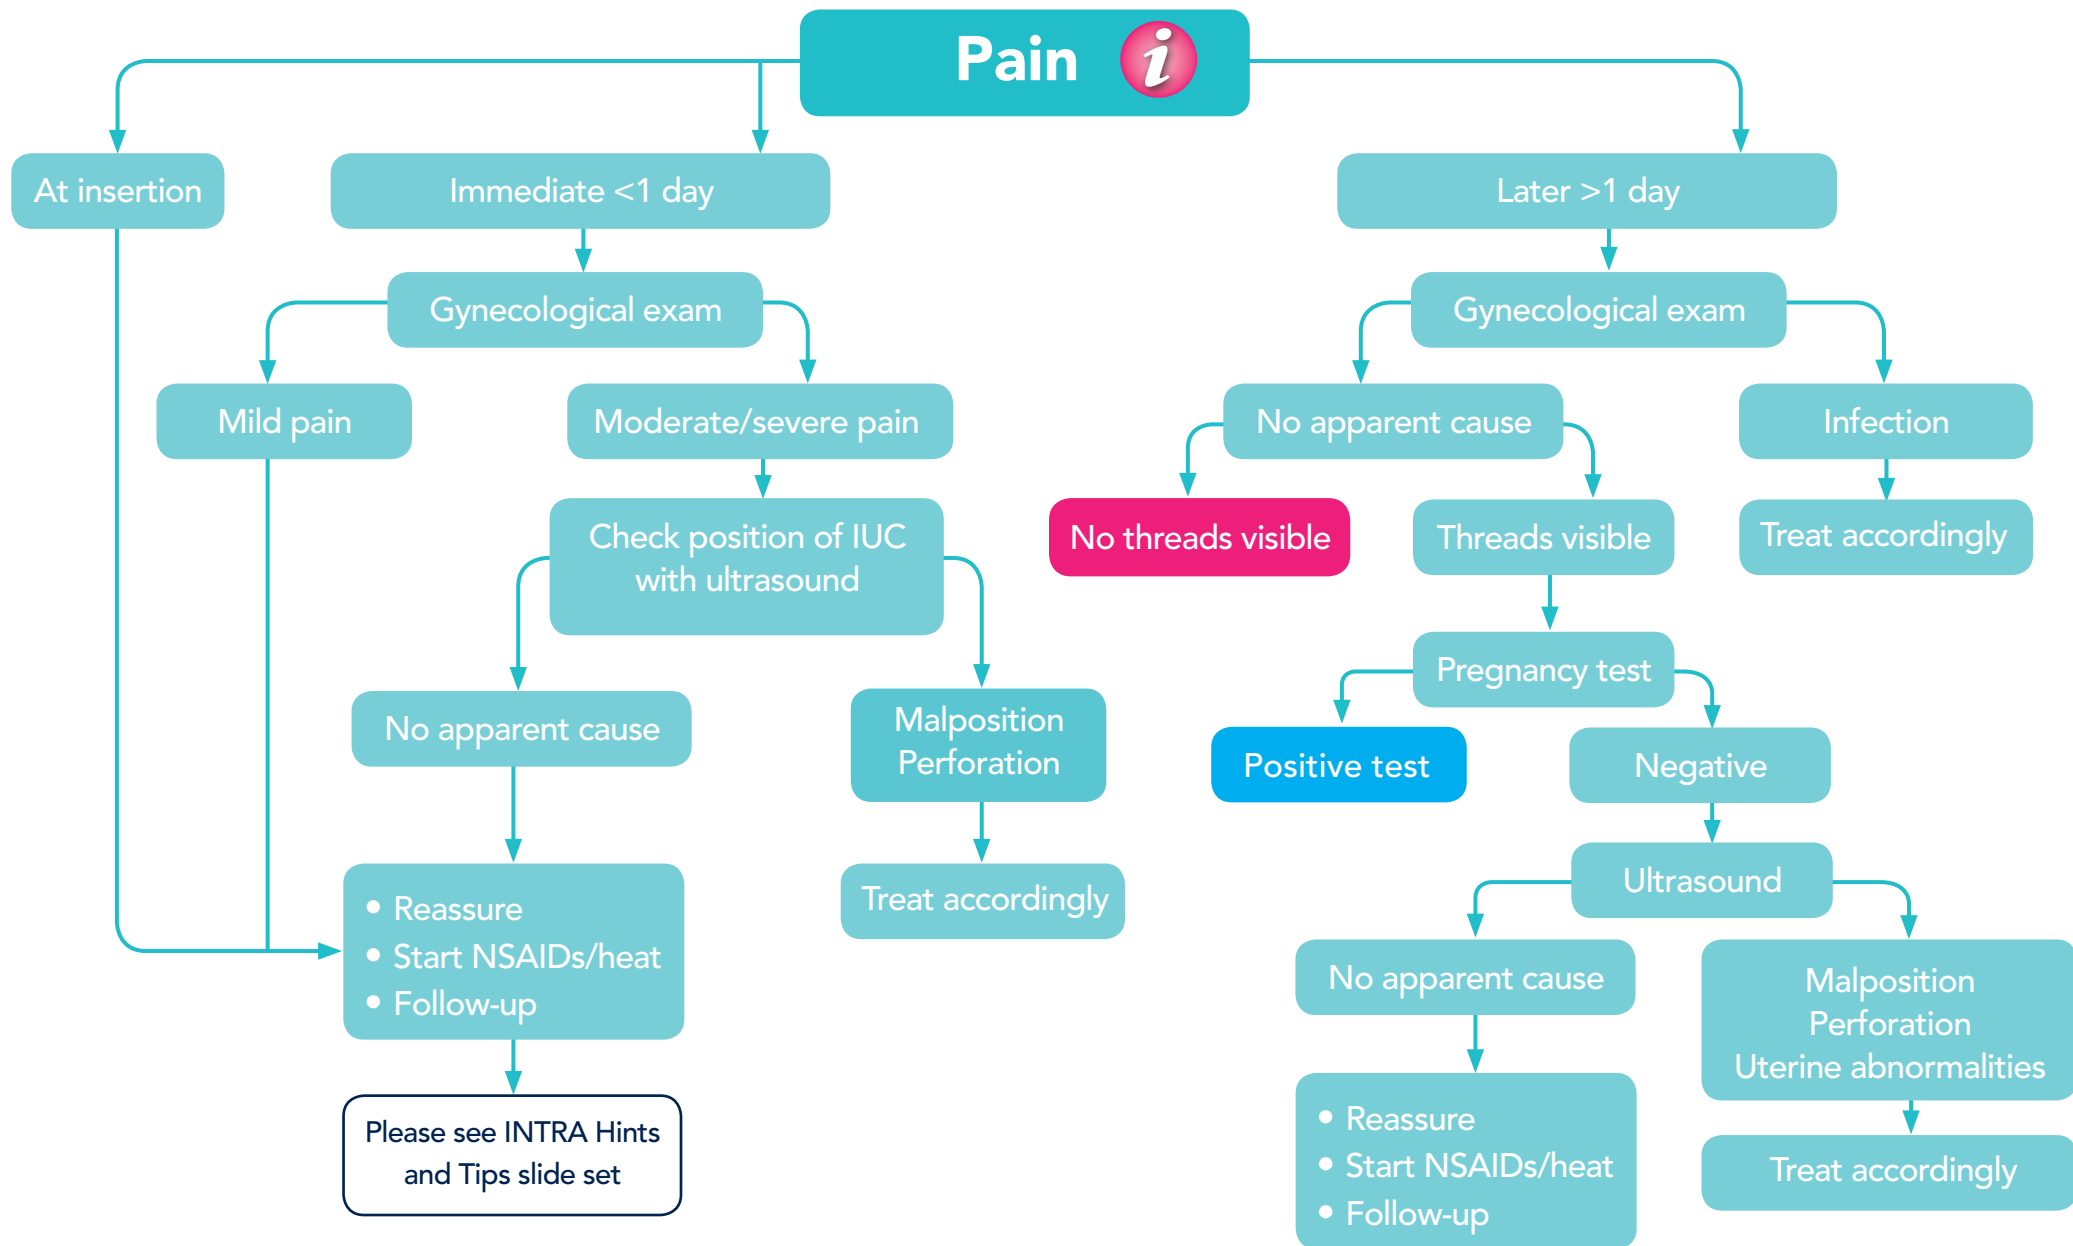 Pain i
At insertion
Immediate <1 day
Later >1 day
Gynecological exam
Gynecological exam
Mild pain
Moderate/severe pain
No apparent cause
Infection
Check position of IUC
with ultrasound
No threads visible
Threads visible
Treat accordingly
Pregnancy test
No apparent cause
Malposition
Perforation
Positive test
Negative
Treat accordingly
Ultrasound
• Reassure
• Start NSAIDs/heat
• Follow-up
No apparent cause
Malposition
Perforation
Uterine abnormalities
Please see INTRA Hints
and Tips slide set
• Reassure
• Start NSAIDs/heat
• Follow-up
Treat accordingly